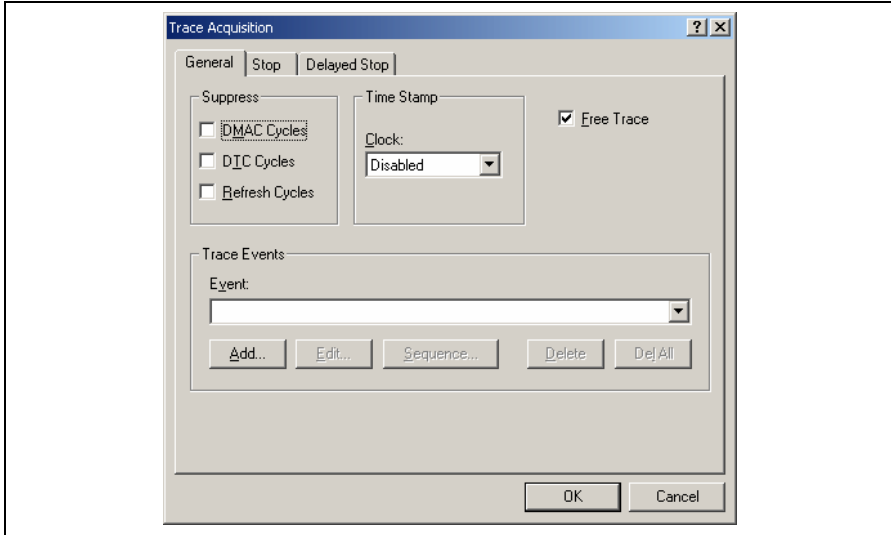 Trace Acquisition
General
Stop
Delayed Stop
Suppress
DMAC Cycles
DTC Cycles
Refresh Cycles
Time Stamp
Clock:
Disabled
Free Trace
Trace Events
Event:
Add...
Edit...
Sequence...
Delete
Del All
OK
Cancel